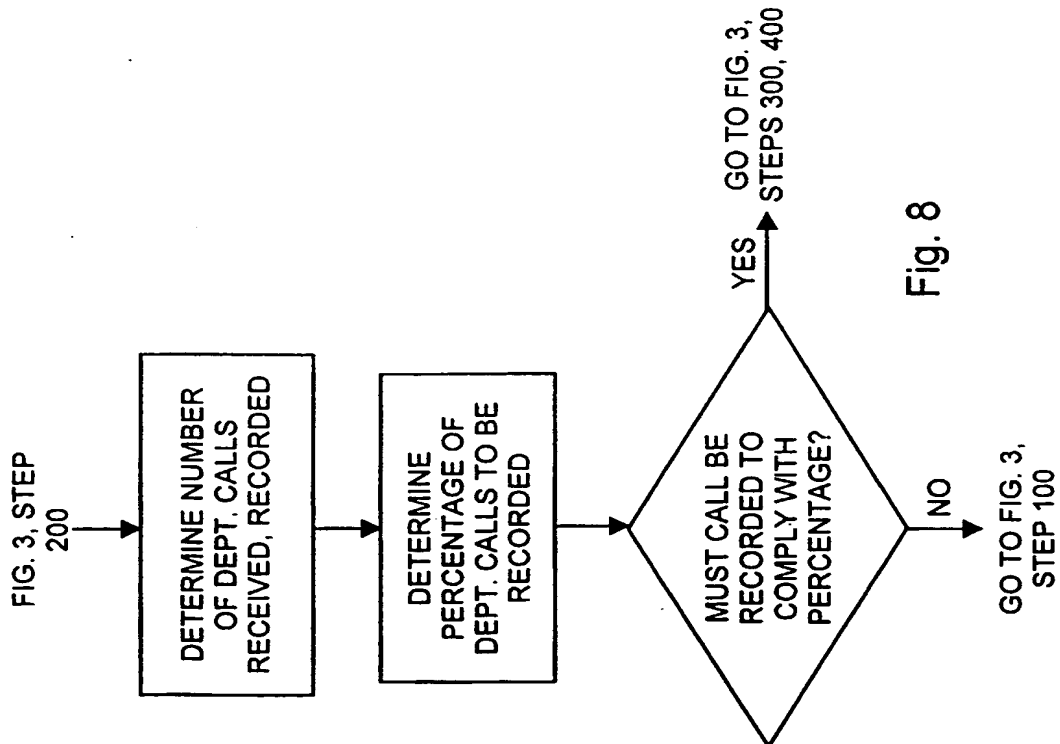 FIG. 3, STEP
200
DETERMINE NUMBER
OF DEPT. CALLS
RECEIVED, RECORDED
DETERMINE
PERCENTAGE OF
DEPT. CALLS TO BE
RECORDED
MUST CALL BE
RECORDED TO
COMPLY WITH
PERCENTAGE?
YES
GO TO FIG. 3,
STEPS 300, 400
NO
GO TO FIG. 3,
STEP 100
Fig. 8